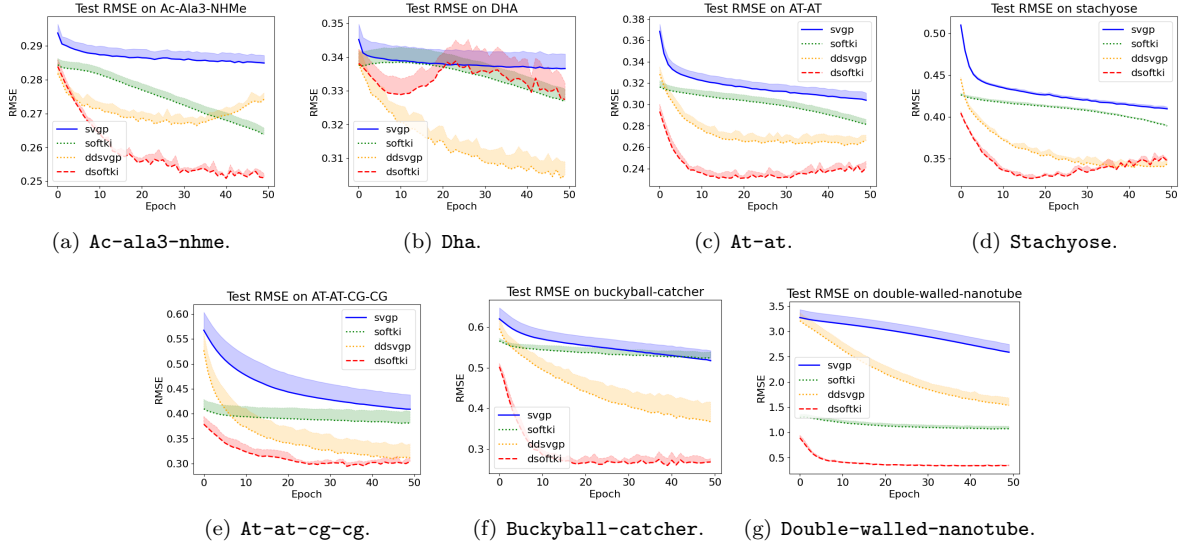 Test RMSE on Ac-Ala3-NHMe
RMSE
0.29
0.28
0.27
0.26
0.25
svgp
softki
ddsvgp
dsoftki
0 10 20 30 40 50
Epoch
(a) Ac-ala3-nhme.
Test RMSE on DHA
RMSE
0.35
0.34
0.33
0.32
0.31
svgp
softki
ddsvgp
dsoftki
0 10 20 30 40 50
Epoch
(b) Dha.
Test RMSE on AT-AT
RMSE
0.38
0.36
0.34
0.32
0.30
0.28
0.26
0.24
svgp
softki
ddsvgp
dsoftki
0 10 20 30 40 50
Epoch
(c) At-at.
Test RMSE on stachyose
RMSE
0.50
0.45
0.40
0.35
svgp
softki
ddsvgp
dsoftki
0 10 20 30 40 50
Epoch
(d) Stachyose.
Test RMSE on AT-AT-CG-CG
RMSE
0.60
0.55
0.50
0.45
0.40
0.35
0.30
svgp
softki
ddsvgp
dsoftki
0 10 20 30 40 50
Epoch
(e) At-at-cg-cg.
Test RMSE on buckyball-catcher
RMSE
0.6
0.5
0.4
0.3
svgp
softki
ddsvgp
dsoftki
0 10 20 30 40 50
Epoch
(f) Buckyball-catcher.
Test RMSE on double-walled-nanotube
RMSE
3.5
3.0
2.5
2.0
1.5
1.0
0.5
svgp
softki
ddsvgp
dsoftki
0 10 20 30 40 50
Epoch
(g) Double-walled-nanotube.